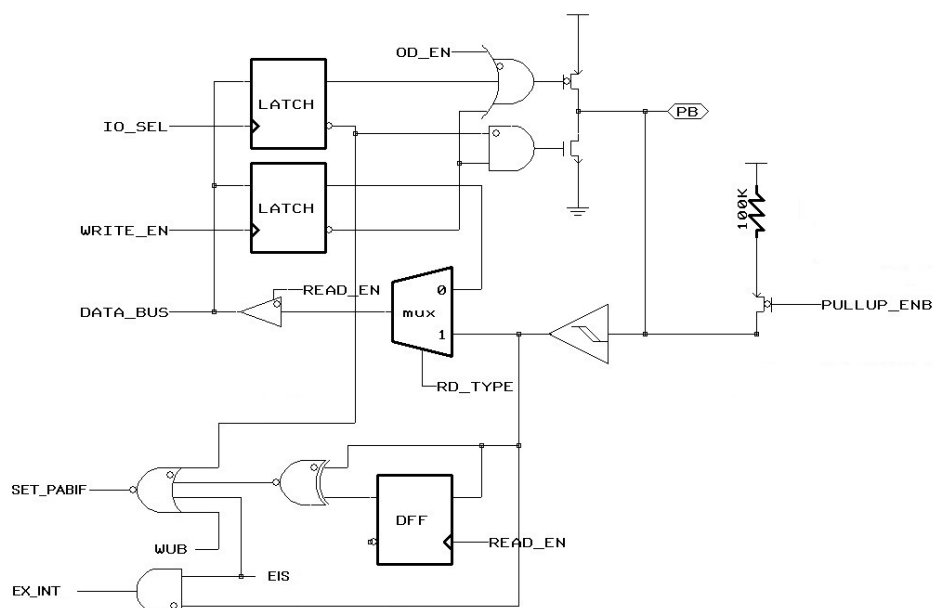 OD_EN
LATCH
IO_SEL
PB
LATCH
100K
WRITE_EN
READ_EN
0
DATA_BUS
mux
PULLUP_ENB
1
RD_TYPE
SET_PABIF
DFF
READ_EN
WUB
EIS
EX_INT